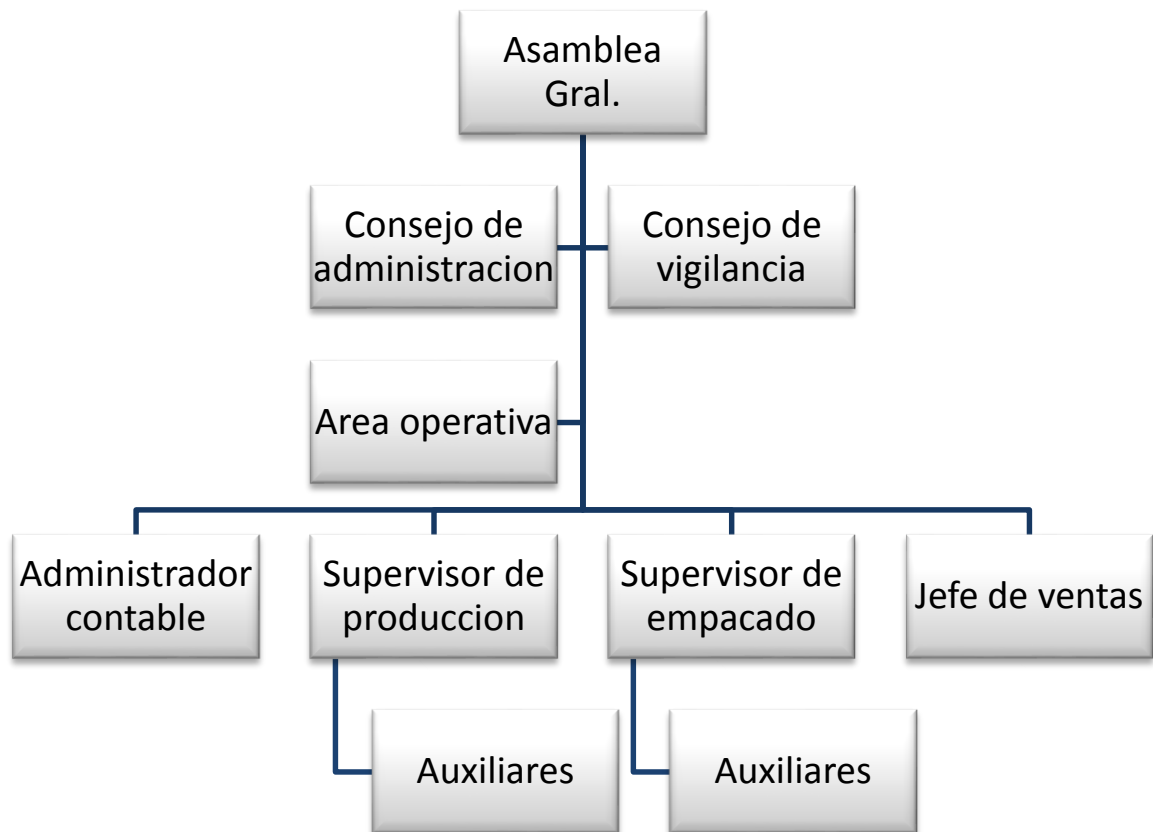 Asamblea
Gral.
Consejo de
administracion
Consejo de
vigilancia
Area operativa
Administrador
contable
Supervisor de
produccion
Supervisor de
empacado
Jefe de ventas
Auxiliares
Auxiliares